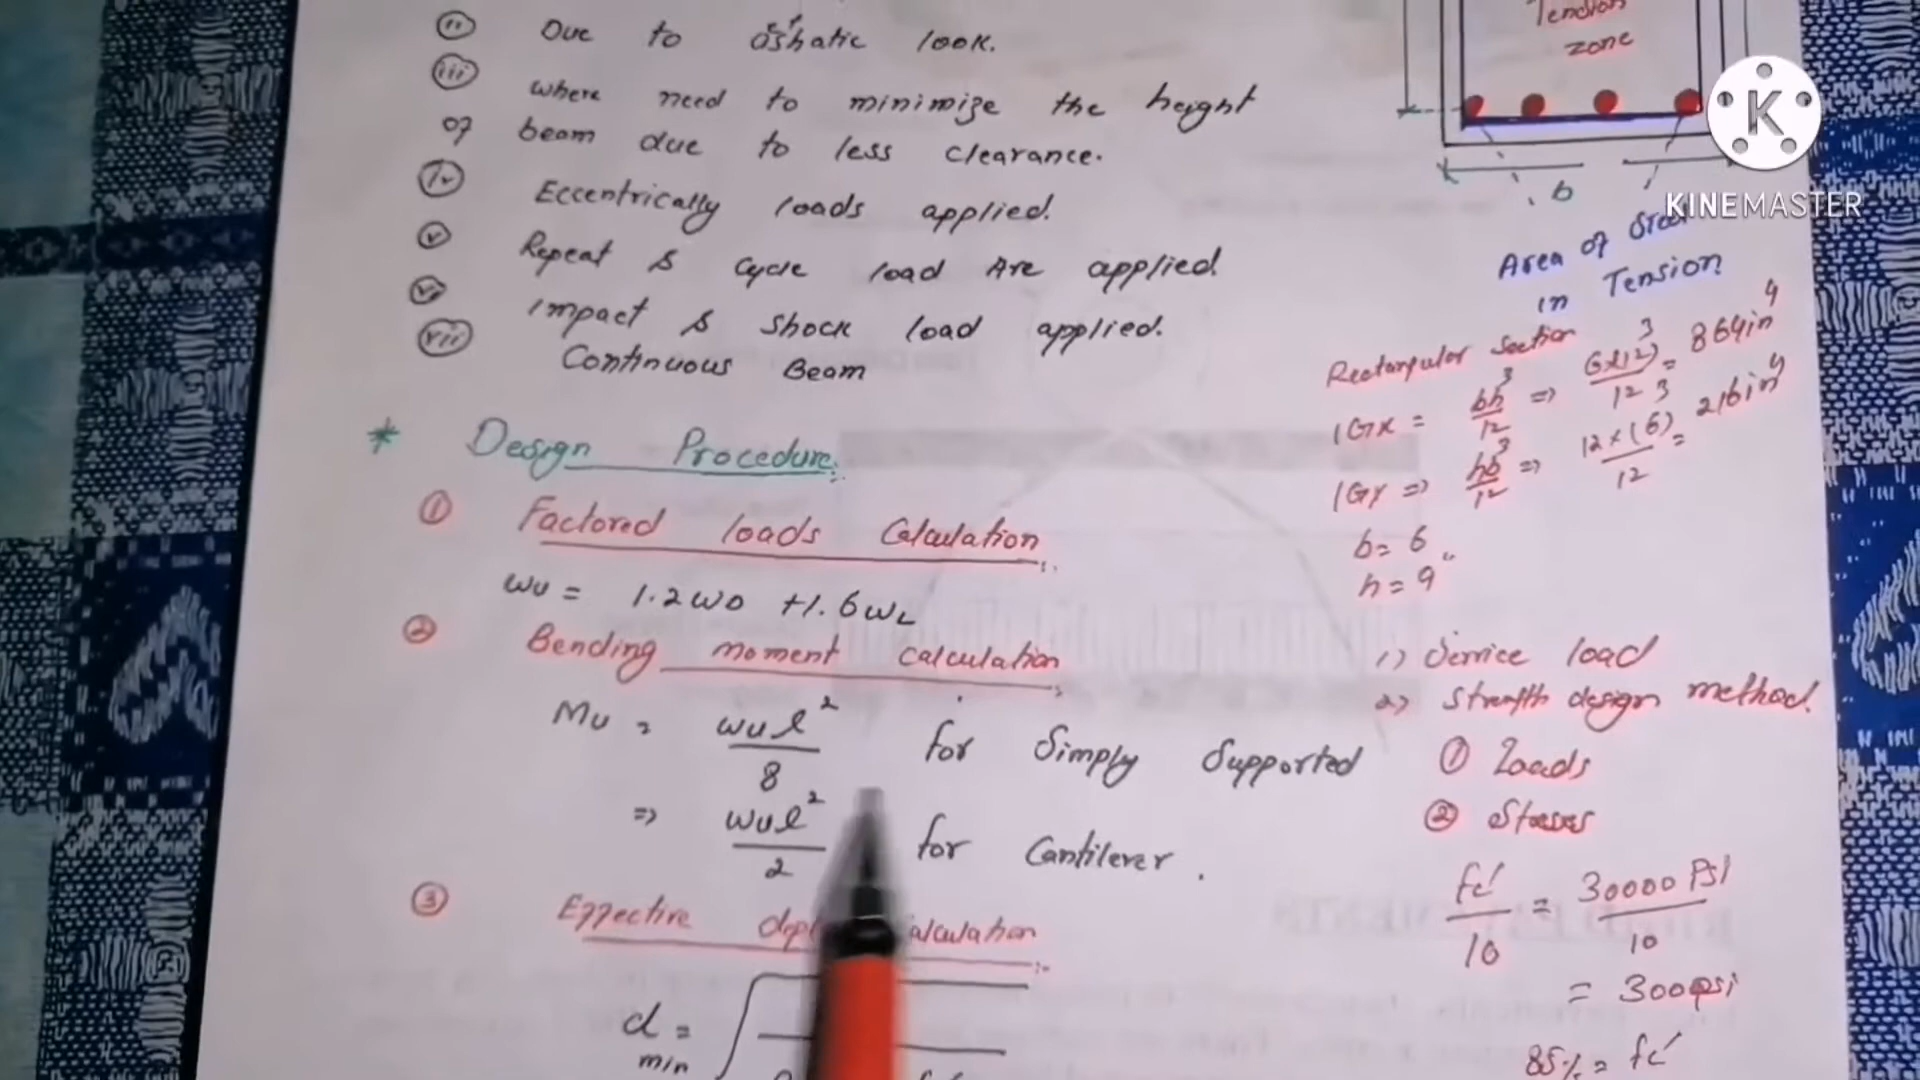 ii Due to ashatic look.
iii where need to minimize the height
of beam due to less clearance.
iv Eccentrically loads applied.
v Repeat & Cycle load Are applied.
vi Impact & Shock load applied.
vii Continuous Beam
* Design Procedure:
① Factored loads Calculation
wu = 1.2wD + 1.6wL
② Bending moment calculation
Mu = wul²/8 for Simply Supported
=> wul²/2 for Cantilever.
③ Effective
d min =
Tension
zone
K
KINEMASTER
b
Area of
in Tension
Rectangular Section
IGx = bh³/12 => 6x(12)³/12 = 864in⁴
IGy => hb³/12 => 12x(6)³/12 = 216in⁴
b= 6"
h= 9
1) Service load
2) Strength design method.
① Loads
② Stresses
fc'/10 = 30000 PSI/10
= 300psi
85% = fc'